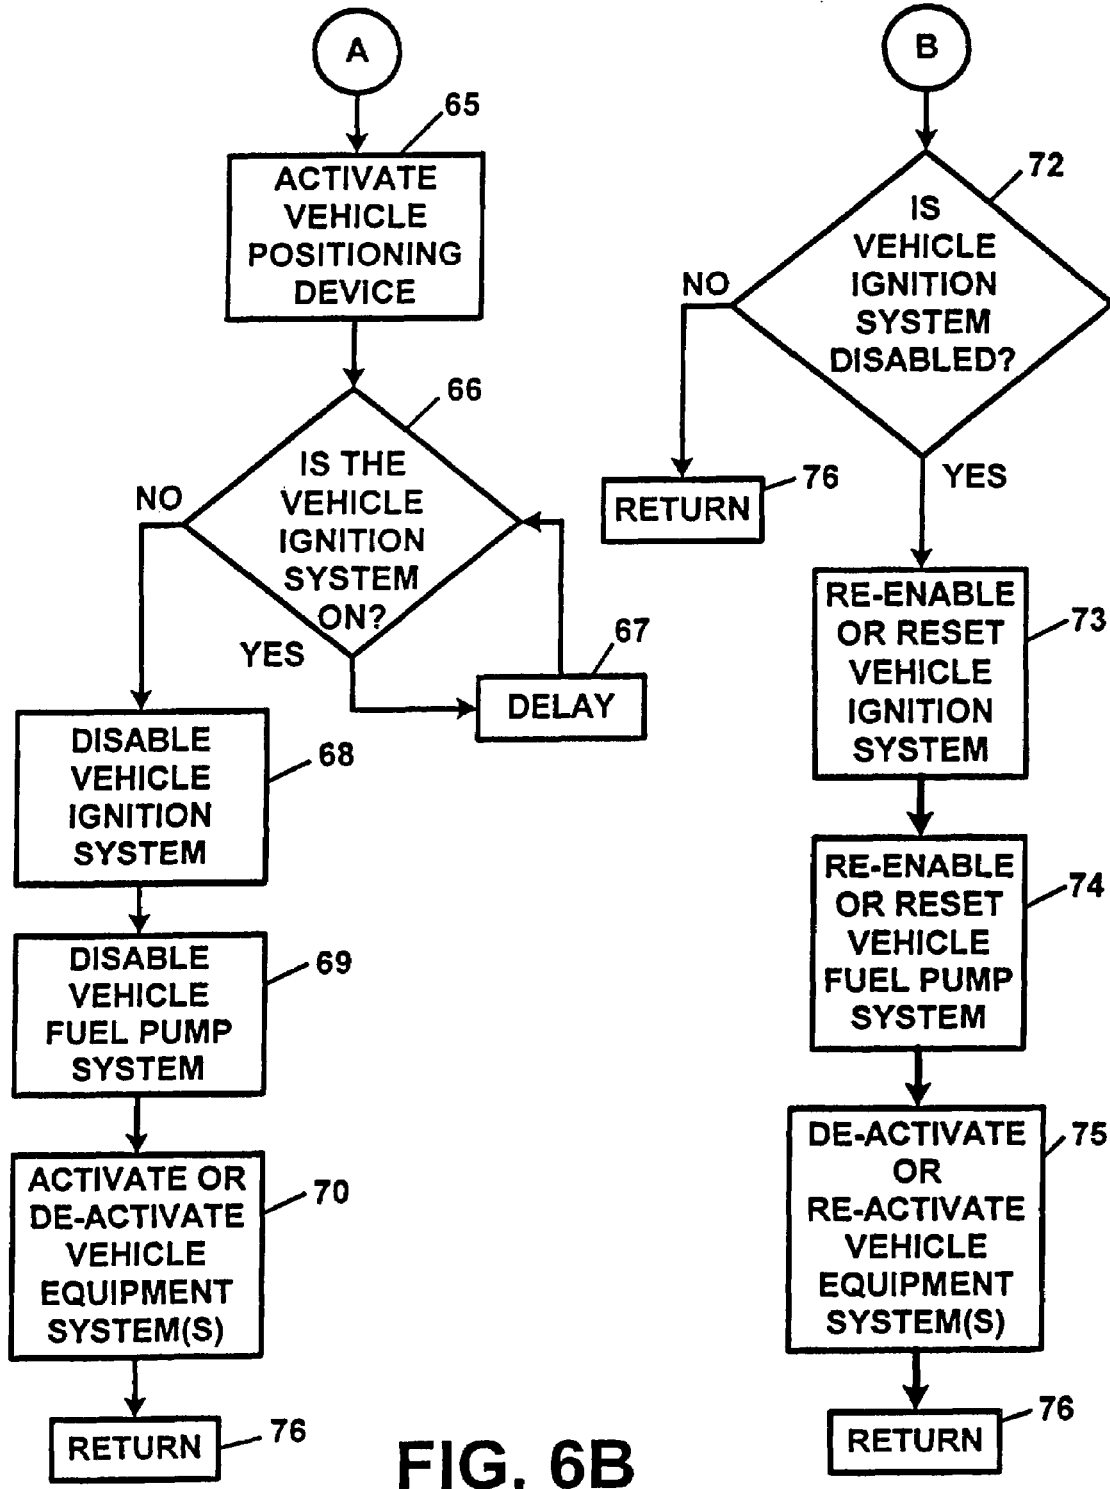 A
65
ACTIVATE
VEHICLE
POSITIONING
DEVICE
66
IS THE
VEHICLE
IGNITION
SYSTEM
ON?
NO
YES
67
DELAY
DISABLE
VEHICLE
IGNITION
SYSTEM
68
DISABLE
VEHICLE
FUEL PUMP
SYSTEM
69
ACTIVATE OR
DE-ACTIVATE
VEHICLE
EQUIPMENT
SYSTEM(S)
70
RETURN
76
B
72
IS
VEHICLE
IGNITION
SYSTEM
DISABLED?
NO
YES
76
RETURN
RE-ENABLE
OR RESET
VEHICLE
IGNITION
SYSTEM
73
RE-ENABLE
OR RESET
VEHICLE
FUEL PUMP
SYSTEM
74
DE-ACTIVATE
OR
RE-ACTIVATE
VEHICLE
EQUIPMENT
SYSTEM(S)
75
RETURN
76
FIG. 6B